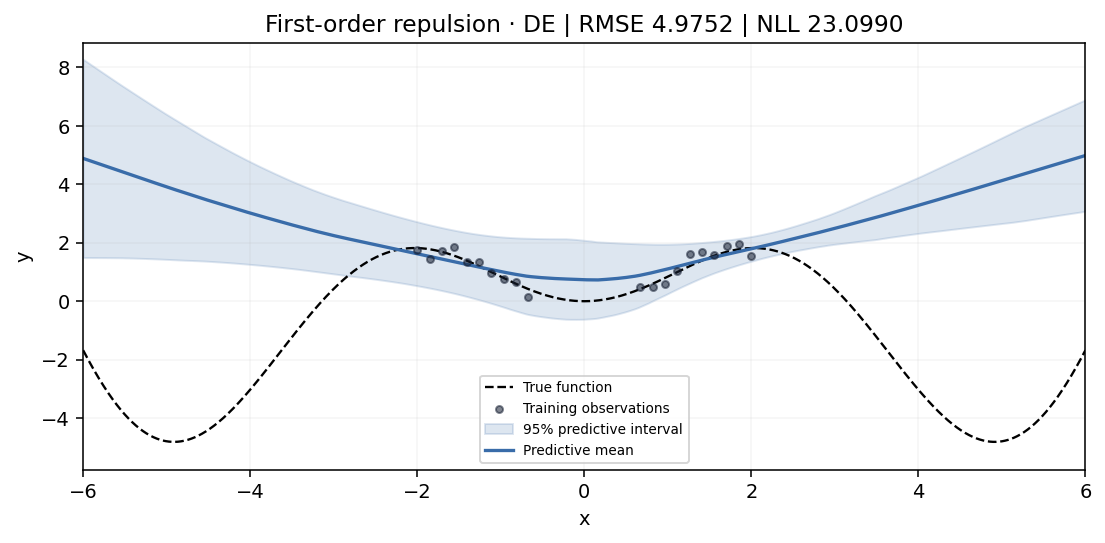 First-order repulsion · DE | RMSE 4.9752 | NLL 23.0990
y
8
6
4
2
0
−2
−4
True function
Training observations
95% predictive interval
Predictive mean
−6 −4 −2 0 2 4 6
x